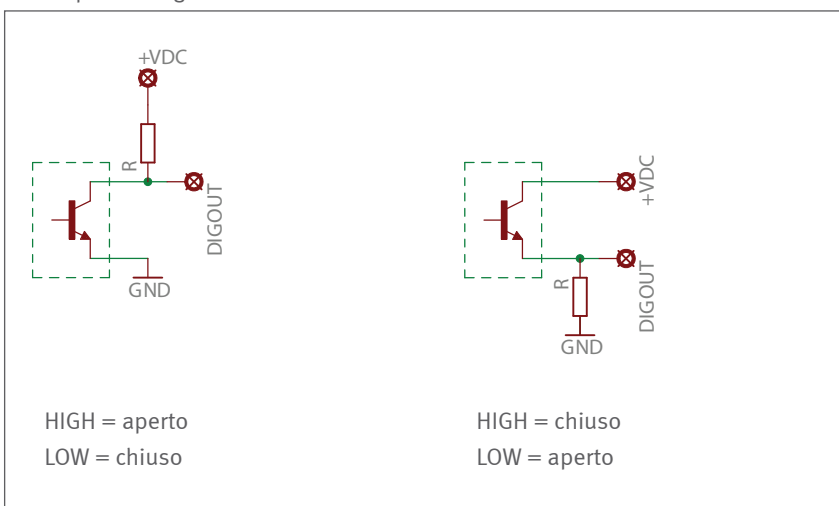 +VDC
R
DIGOUT
GND
+VDC
DIGOUT
R
GND
HIGH = aperto
LOW = chiuso
HIGH = chiuso
LOW = aperto